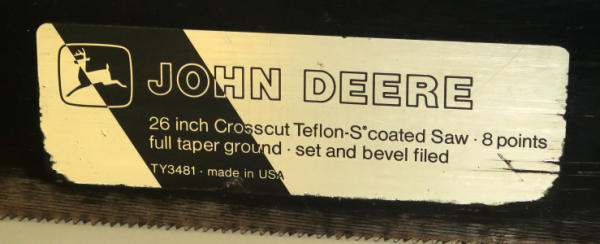 JOHN DEERE
26 inch Crosscut Teflon-S® coated Saw · 8 points
full taper ground · set and bevel filed
TY3481 · made in USA